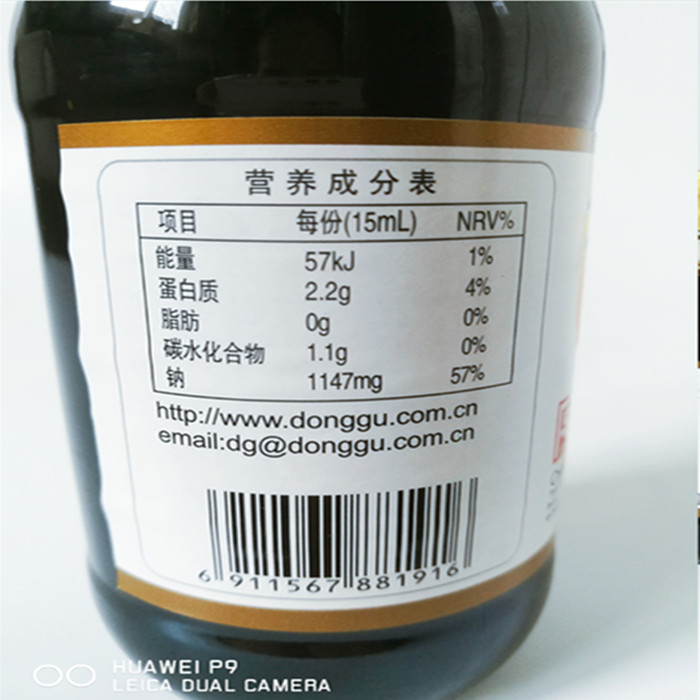 营养成分表
项目 每份(15mL) NRV%
能量 57kJ 1%
蛋白质 2.2g 4%
脂肪 0g 0%
碳水化合物 1.1g 0%
钠 1147mg 57%
http://www.donggu.com.cn
email:dg@donggu.com.cn
6 911567 881916
HUAWEI P9
LEICA DUAL CAMERA